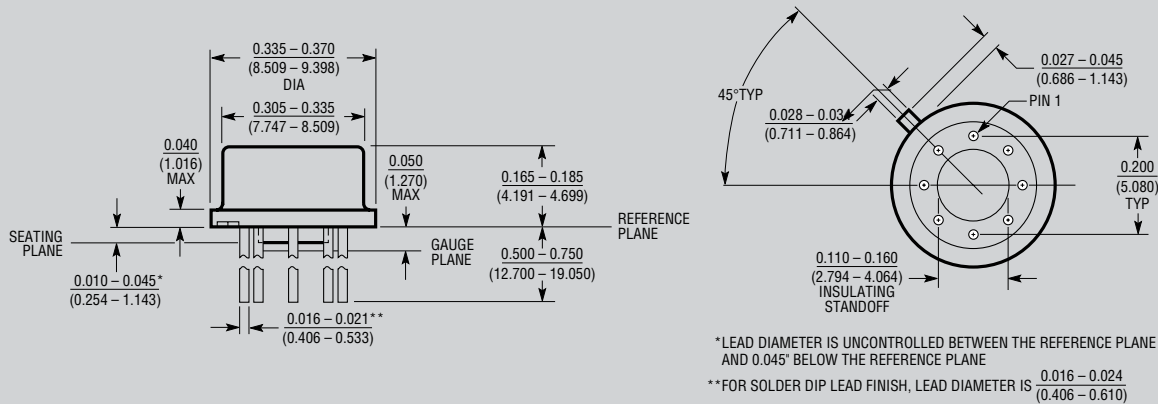 0.335 – 0.370
(8.509 – 9.398)
DIA
0.305 – 0.335
(7.747 – 8.509)
0.040
(1.016)
MAX
0.050
(1.270)
MAX
0.165 – 0.185
(4.191 – 4.699)
SEATING
PLANE
GAUGE
PLANE
REFERENCE
PLANE
0.010 – 0.045*
(0.254 – 1.143)
0.500 – 0.750
(12.700 – 19.050)
0.016 – 0.021**
(0.406 – 0.533)
45°TYP
0.028 – 0.03
(0.711 – 0.864)
0.027 – 0.045
(0.686 – 1.143)
PIN 1
0.200
(5.080)
TYP
0.110 – 0.160
(2.794 – 4.064)
INSULATING
STANDOFF
*LEAD DIAMETER IS UNCONTROLLED BETWEEN THE REFERENCE PLANE
AND 0.045" BELOW THE REFERENCE PLANE
**FOR SOLDER DIP LEAD FINISH, LEAD DIAMETER IS 0.016 – 0.024
(0.406 – 0.610)